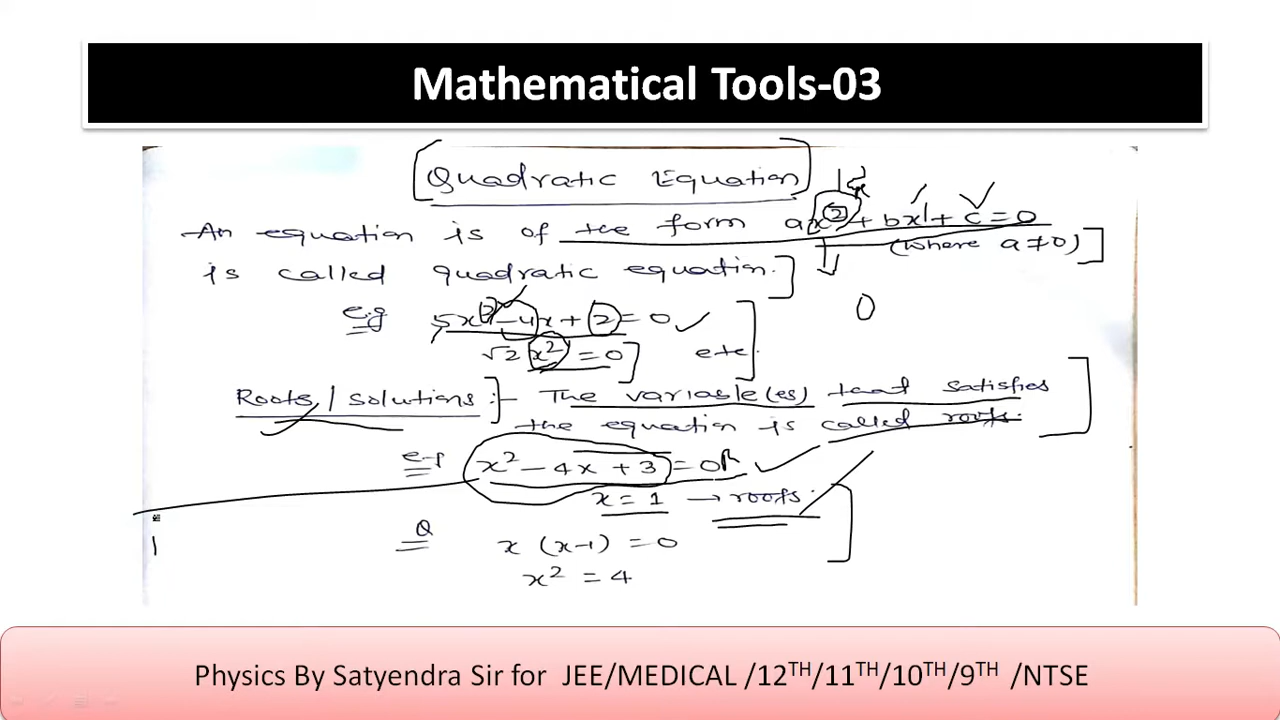 Mathematical Tools-03
Quadratic Equation
An equation is of the form ax² + bx¹ + c = 0
(where a ≠ 0)
is called quadratic equation.
0
e.g 5x² - 4x + 2 = 0
√2 x² = 0 etc.
Roots / Solutions :- The variable(es) that satisfies
the equation is called roots.
e.g x² - 4x + 3 = 0
x = 1 → roots.
Q x (x-1) = 0
1
x² = 4
Physics By Satyendra Sir for JEE/MEDICAL /12TH/11TH/10TH/9TH /NTSE